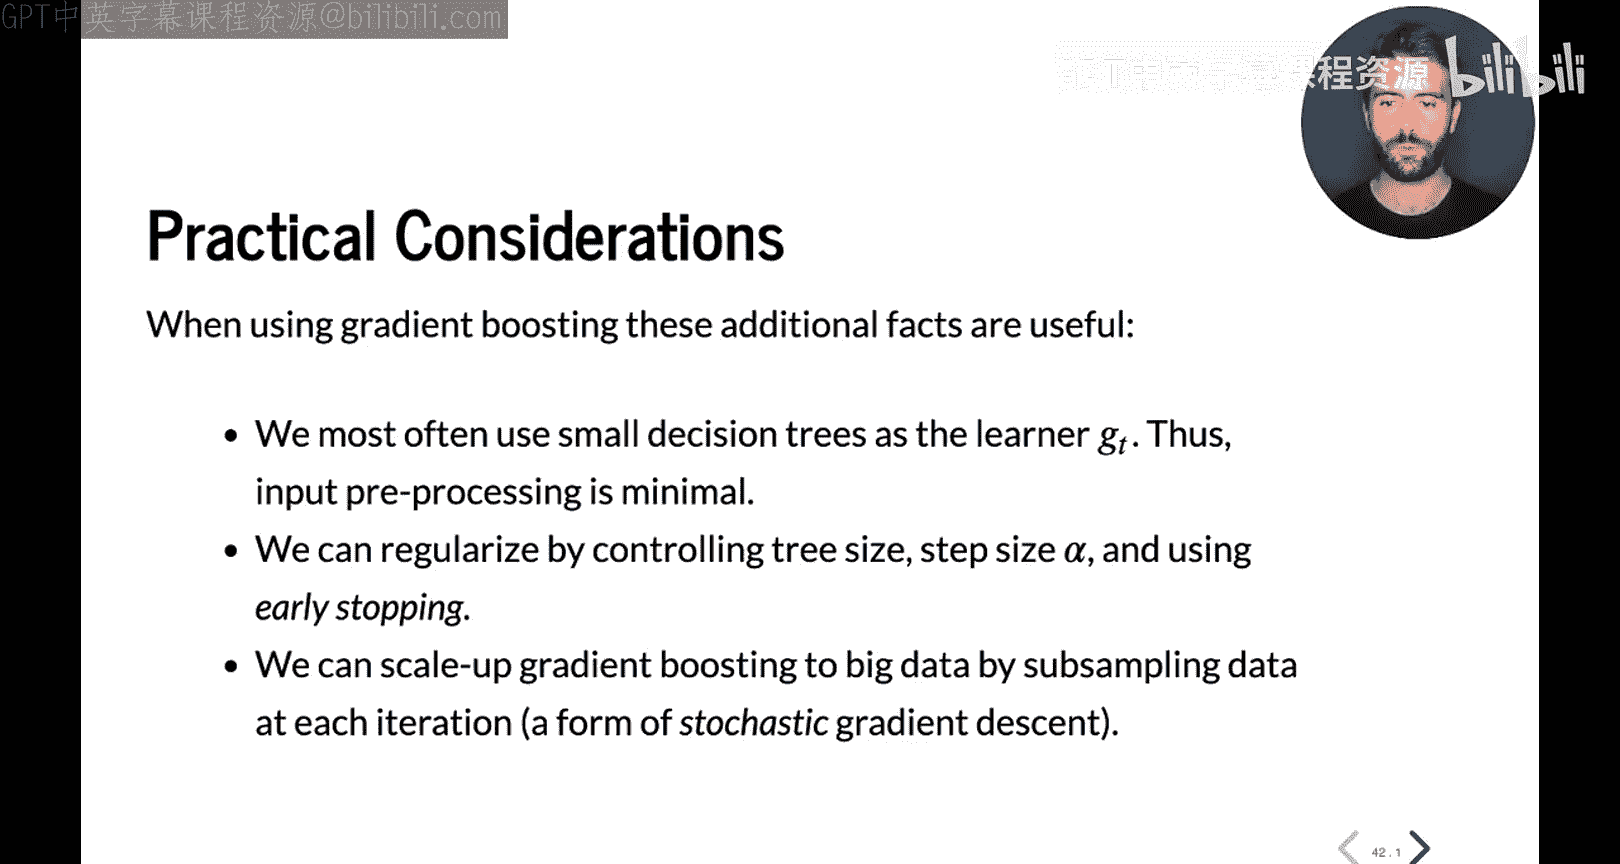 GPT中英字幕课程资源@bilibili.com
程资源 bilibili
Practical Considerations
When using gradient boosting these additional facts are useful:
• We most often use small decision trees as the learner gₜ. Thus,
input pre-processing is minimal.
• We can regularize by controlling tree size, step size α, and using
early stopping.
• We can scale-up gradient boosting to big data by subsampling data
at each iteration (a form of stochastic gradient descent).
42.1